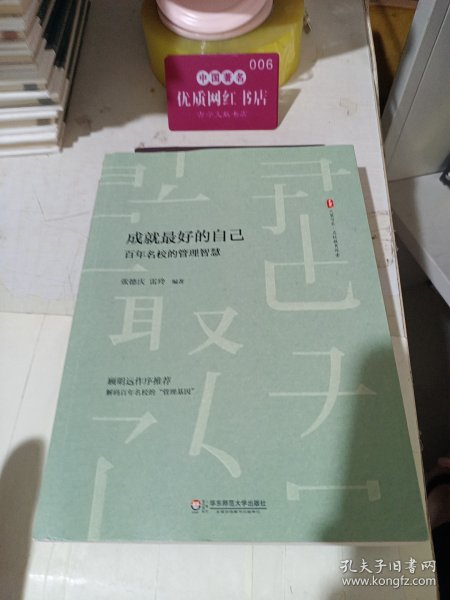 006
中国著名
优质网红书店
成就最好的自己
百年名校的管理智慧
张德庆 雷玲 编著
顾明远作序推荐
解码百年名校的“管理基因”
华东师范大学出版社
孔夫子旧书网
www.kongfz.com